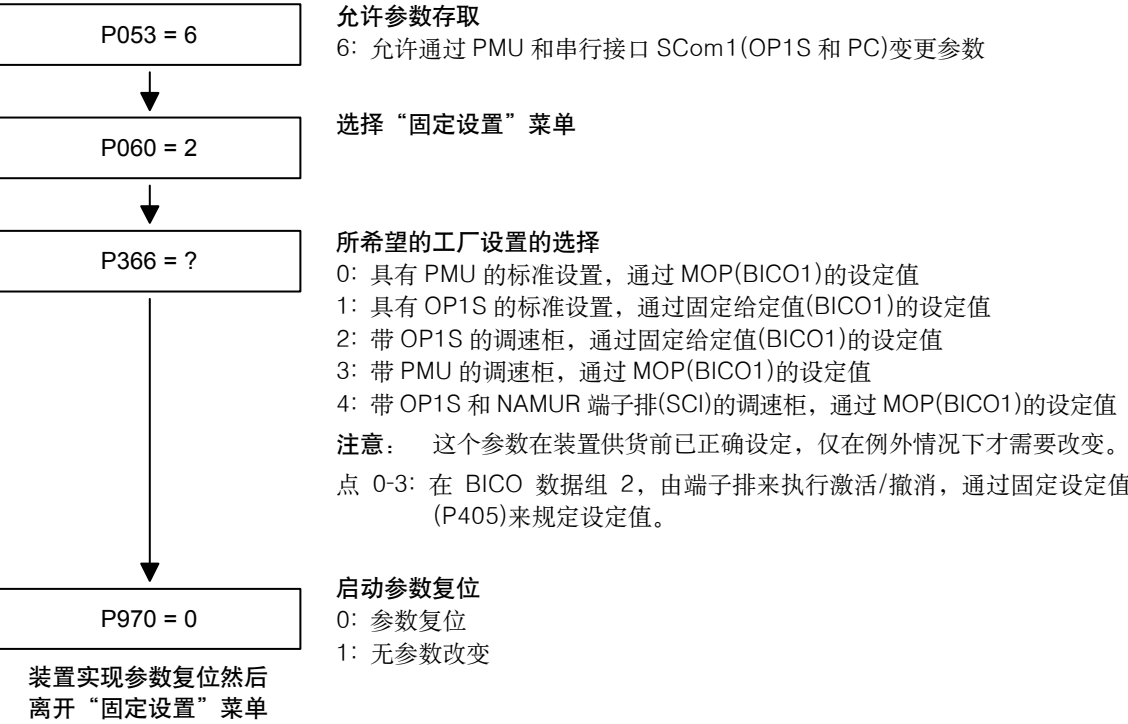 P053 = 6
允许参数存取
6: 允许通过 PMU 和串行接口 SCom1(OP1S 和 PC)变更参数
P060 = 2
选择“固定设置”菜单
P366 = ?
所希望的工厂设置的选择
0: 具有 PMU 的标准设置，通过 MOP(BICO1)的设定值
1: 具有 OP1S 的标准设置，通过固定给定值(BICO1)的设定值
2: 带 OP1S 的调速柜，通过固定给定值(BICO1)的设定值
3: 带 PMU 的调速柜，通过 MOP(BICO1)的设定值
4: 带 OP1S 和 NAMUR 端子排(SCI)的调速柜，通过 MOP(BICO1)的设定值
注意： 这个参数在装置供货前已正确设定，仅在例外情况下才需要改变。
点 0-3: 在 BICO 数据组 2，由端子排来执行激活/撤消，通过固定设定值
(P405)来规定设定值。
P970 = 0
启动参数复位
0: 参数复位
1: 无参数改变
装置实现参数复位然后
离开“固定设置”菜单